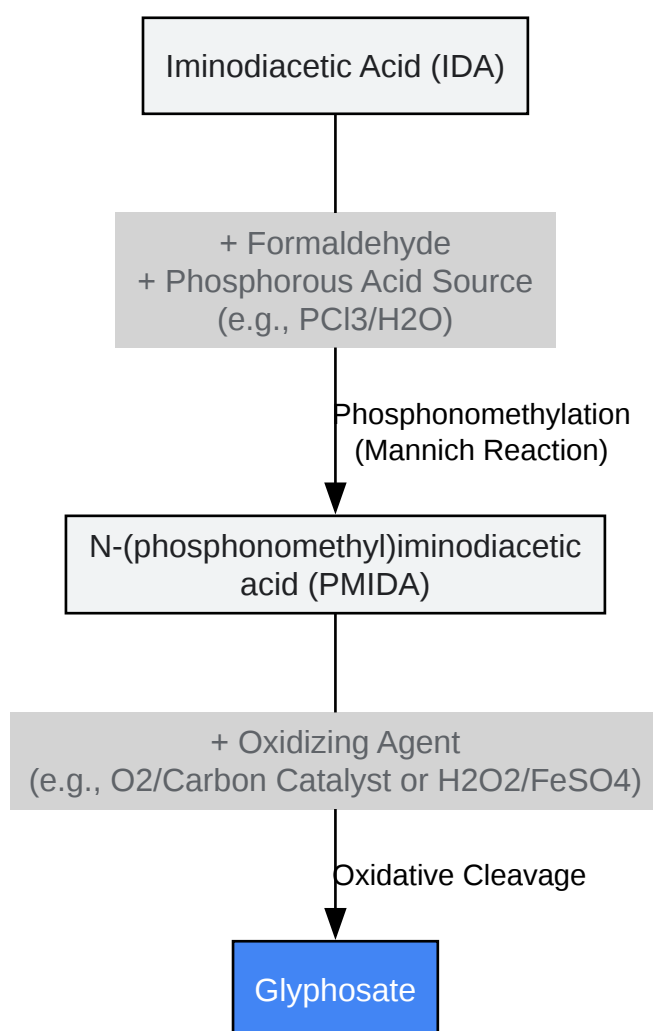 Iminodiacetic Acid (IDA)
+ Formaldehyde
+ Phosphorous Acid Source
(e.g., PCl3/H2O)
Phosphonomethylation
(Mannich Reaction)
N-(phosphonomethyl)iminodiacetic
acid (PMIDA)
+ Oxidizing Agent
(e.g., O2/Carbon Catalyst or H2O2/FeSO4)
Oxidative Cleavage
Glyphosate